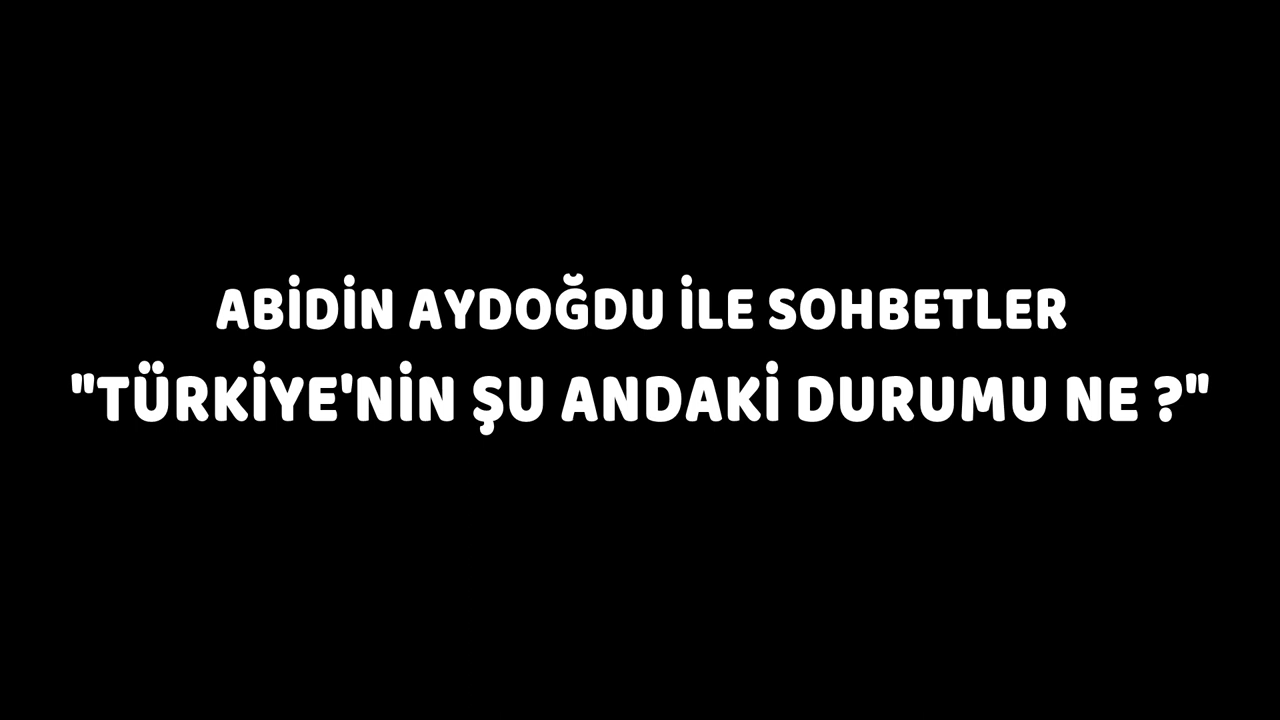 ABİDİN AYDOĞDU İLE SOHBETLER
"TÜRKİYE'NİN ŞU ANDAKİ DURUMU NE ?"